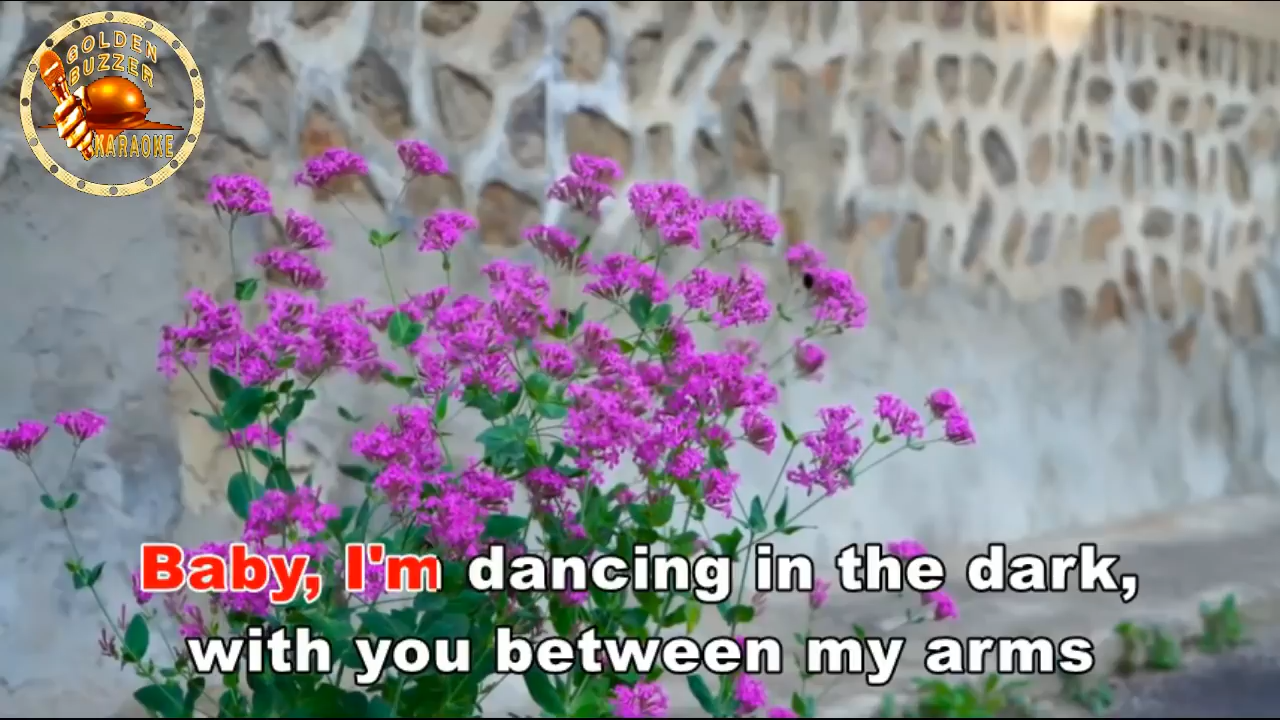 GOLDEN
BUZZER
KARAOKE
Baby, I'm dancing in the dark,
with you between my arms